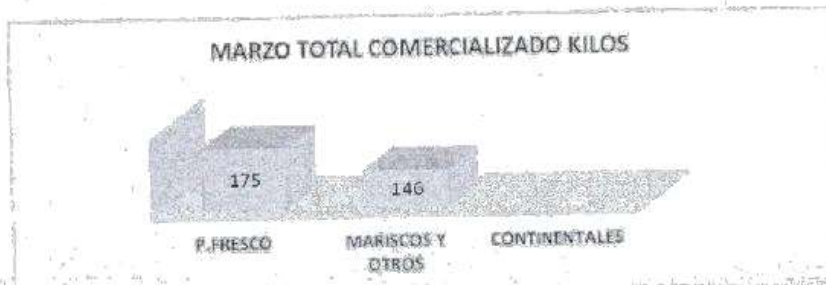 MARZO TOTAL COMERCIALIZADO KILOS
175
146
P.FRESCO
MARISCOS Y
OTROS
CONTINENTALES